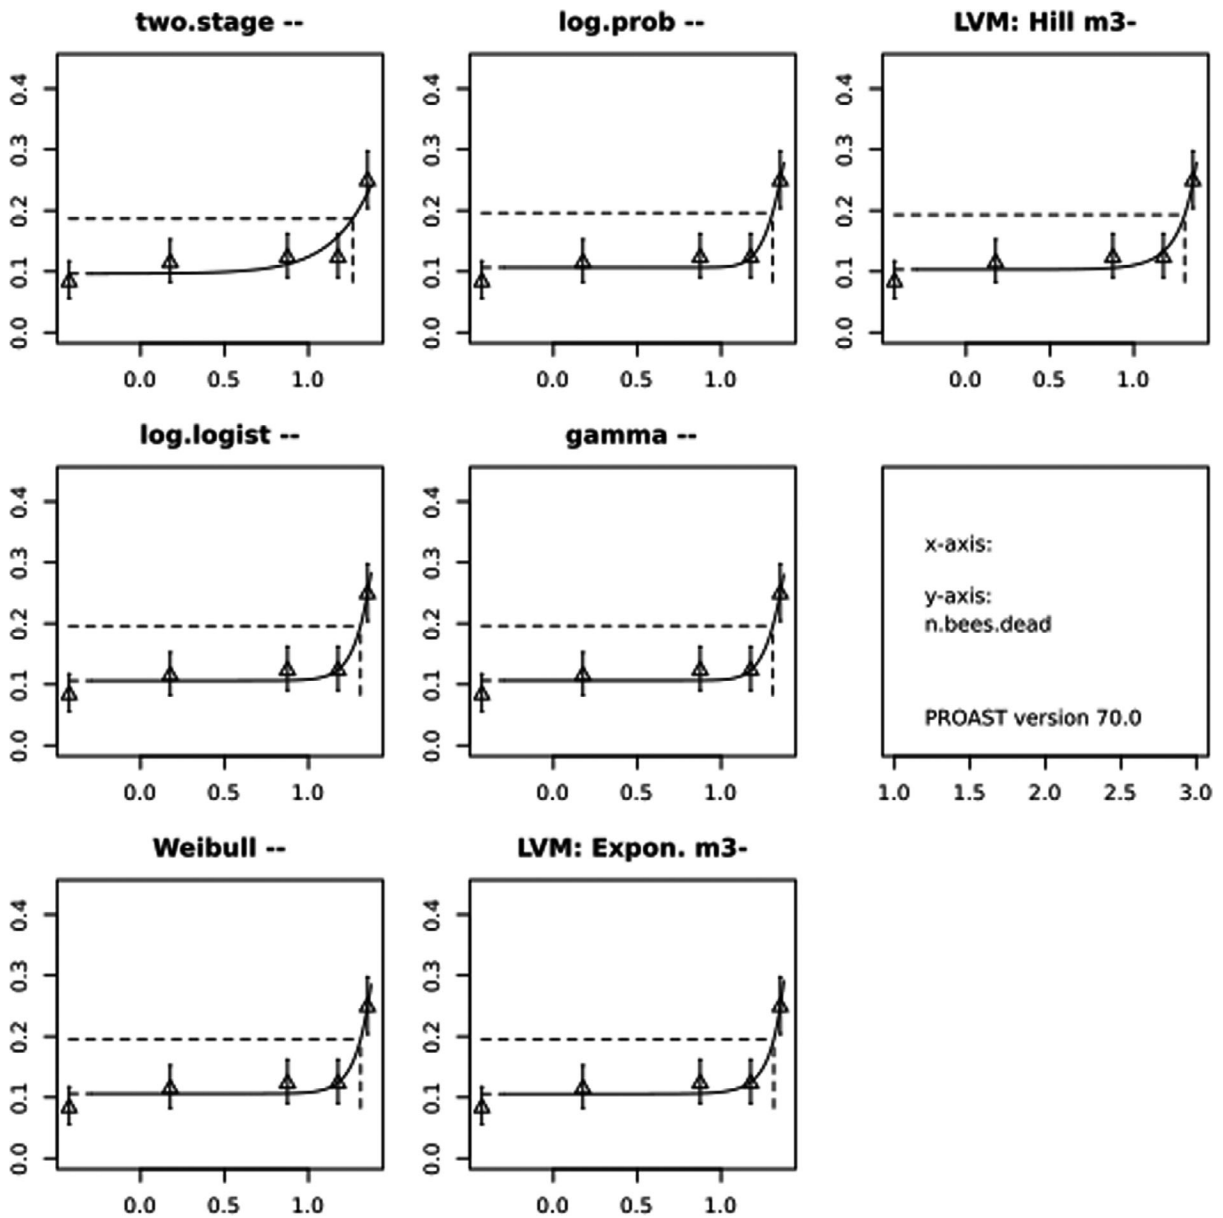 two.stage --
0.4
0.3
0.2
0.1
0.0
0.0 0.5 1.0
log.prob --
0.4
0.3
0.2
0.1
0.0
0.0 0.5 1.0
LVM: Hill m3-
0.4
0.3
0.2
0.1
0.0
0.0 0.5 1.0
log.logist --
0.4
0.3
0.2
0.1
0.0
0.0 0.5 1.0
gamma --
0.4
0.3
0.2
0.1
0.0
0.0 0.5 1.0
x-axis:
y-axis:
n.bees.dead
PROAST version 70.0
1.0 1.5 2.0 2.5 3.0
Weibull --
0.4
0.3
0.2
0.1
0.0
0.0 0.5 1.0
LVM: Expon. m3-
0.4
0.3
0.2
0.1
0.0
0.0 0.5 1.0